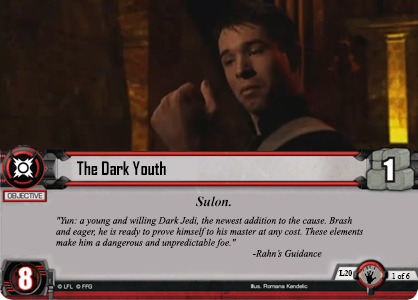 The Dark Youth
1
OBJECTIVE
Sulon.
"Yun: a young and willing Dark Jedi, the newest addition to the cause. Brash
and eager, he is ready to prove himself to his master at any cost. These elements
make him a dangerous and unpredictable foe."
-Rahn's Guidance
8
L20
1 of 6
© LFL © FFG
Illus. Romana Kendelic